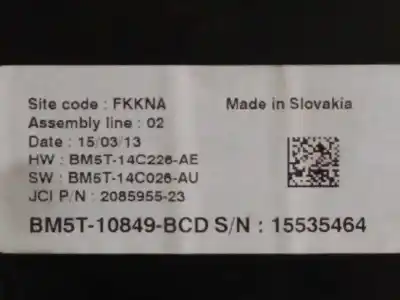 Site code : FKKNA
Made in Slovakia
Assembly line : 02
Date : 15/03/13
HW : BM5T-14C226-AE
SW : BM5T-14C026-AU
JCI P/N : 2085955-23
BM5T-10849-BCD S/N : 15535464